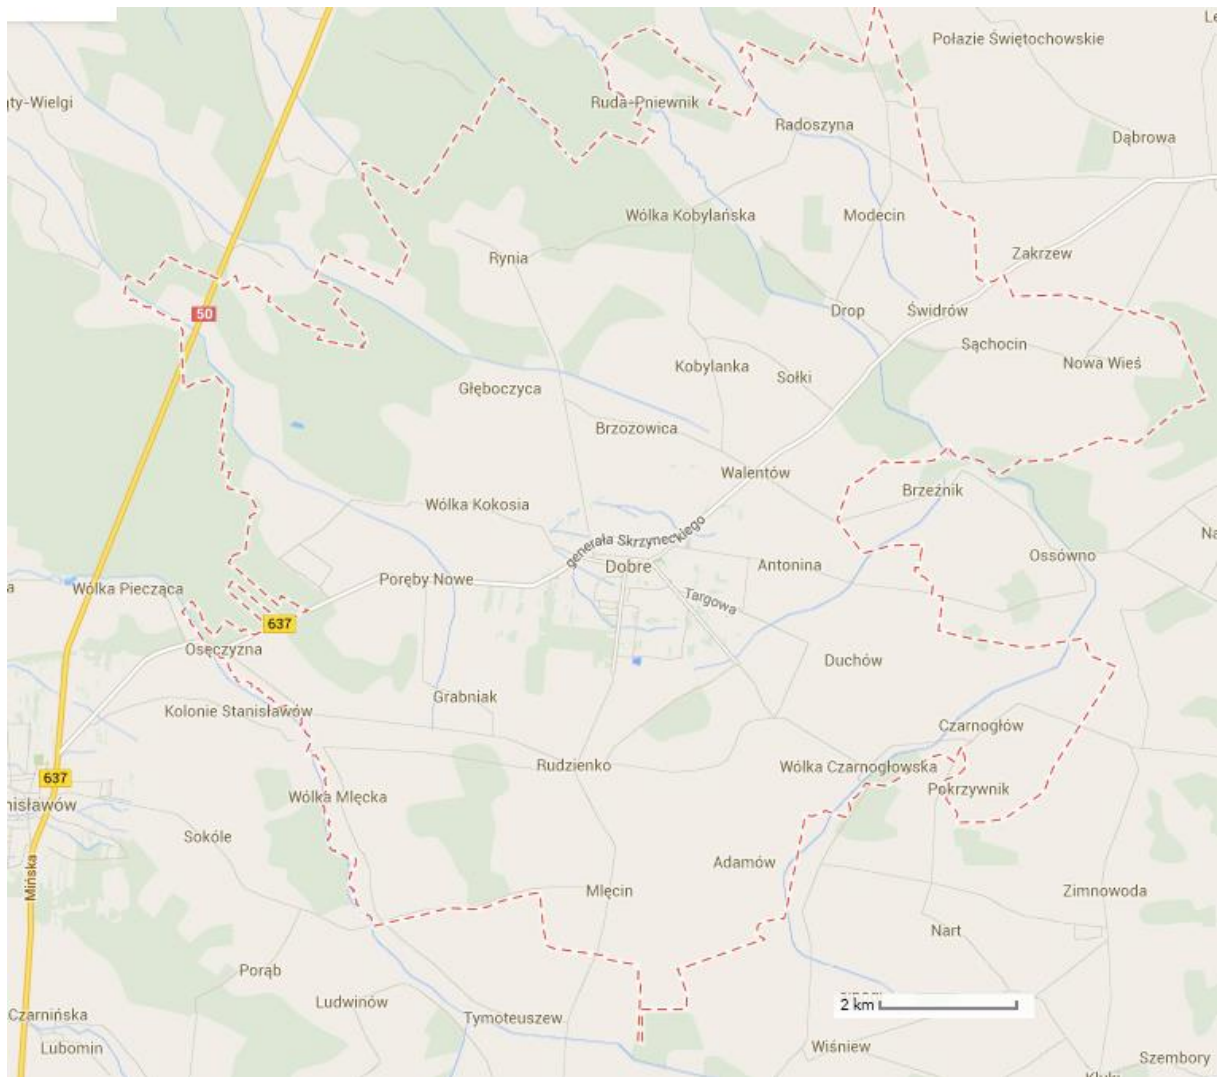 Połazie Świętochowskie
Ruda-Pniewnik
Radoszyna
Dąbrowa
Wólka Kobylańska
Modecin
Zakrzew
Rynia
50
Drop
Świdrów
Sąchocin
Nowa Wieś
Kobylanka
Sołki
Głęboczyca
Brzozowica
Walentów
Brzeźnik
Wólka Kokosia
generała Skrzyneckiego
Ossówno
Dobre
Antonina
Poręby Nowe
Wólka Piecząca
Targowa
637
Osęczyzna
Duchów
Grabniak
Kolonie Stanisławów
Czarnogłów
Rudzienko
Wólka Czarnogłowska
637
Pokrzywnik
Wólka Mlęcka
nisławów
Sokóle
Adamów
Mińska
Mlęcin
Zimnowoda
Nart
Porąb
Ludwinów
2 km
Czarnińska
Tymoteuszew
Lubomin
Wiśniew
Szembory